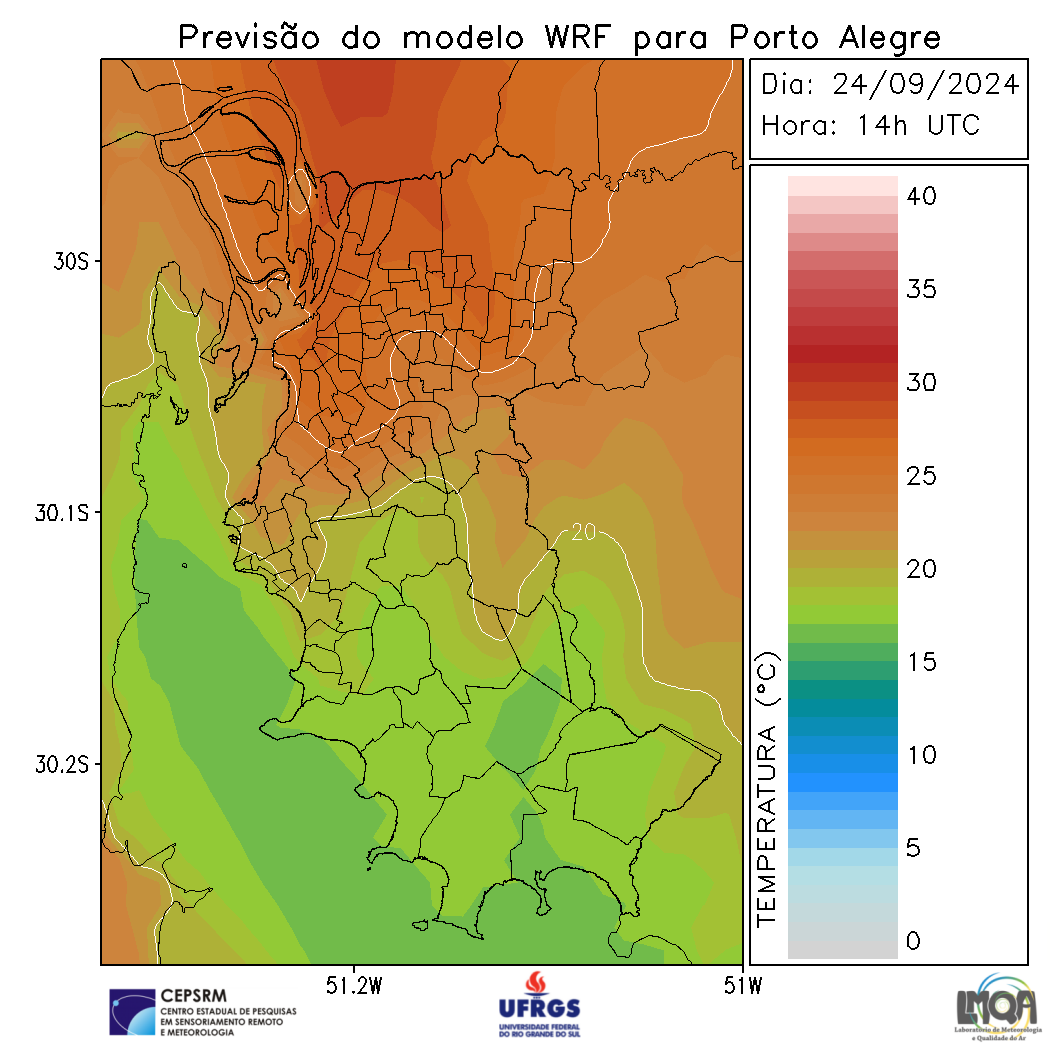 Previsão do modelo WRF para Porto Alegre
Dia: 24/09/2024
Hora: 14h UTC
40
35
30
25
20
15
10
5
0
TEMPERATURA (°C)
30S
30.1S
30.2S
20
51.2W
51W
CEPSRM
CENTRO ESTADUAL DE PESQUISAS
EM SENSORIAMENTO REMOTO
E METEOROLOGIA
UFRGS
UNIVERSIDADE FEDERAL
DO RIO GRANDE DO SUL
LMQA
Laboratório de Meteorologia
e Qualidade do Ar